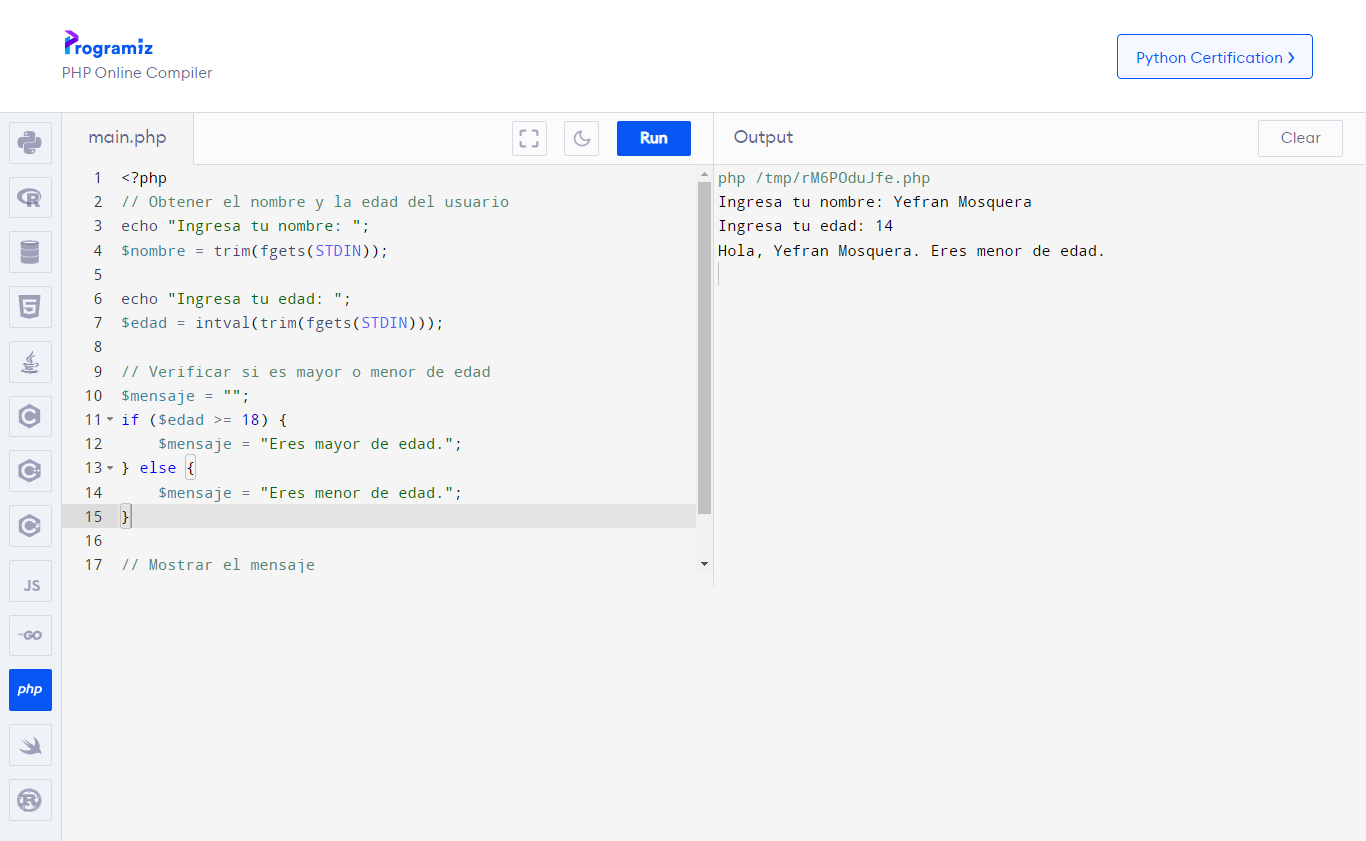 Programiz
PHP Online Compiler
Python Certification
main.php
Run
Output
Clear
1 <?php
2 // Obtener el nombre y la edad del usuario
3 echo "Ingresa tu nombre: ";
4 $nombre = trim(fgets(STDIN));
5
6 echo "Ingresa tu edad: ";
7 $edad = intval(trim(fgets(STDIN)));
8
9 // Verificar si es mayor o menor de edad
10 $mensaje = "";
11 if ($edad >= 18) {
12     $mensaje = "Eres mayor de edad.";
13 } else {
14     $mensaje = "Eres menor de edad.";
15 }
16
17 // Mostrar el mensaje
php /tmp/rM6POduJfe.php
Ingresa tu nombre: Yefran Mosquera
Ingresa tu edad: 14
Hola, Yefran Mosquera. Eres menor de edad.
R
5
C
C
C
JS
GO
php
R